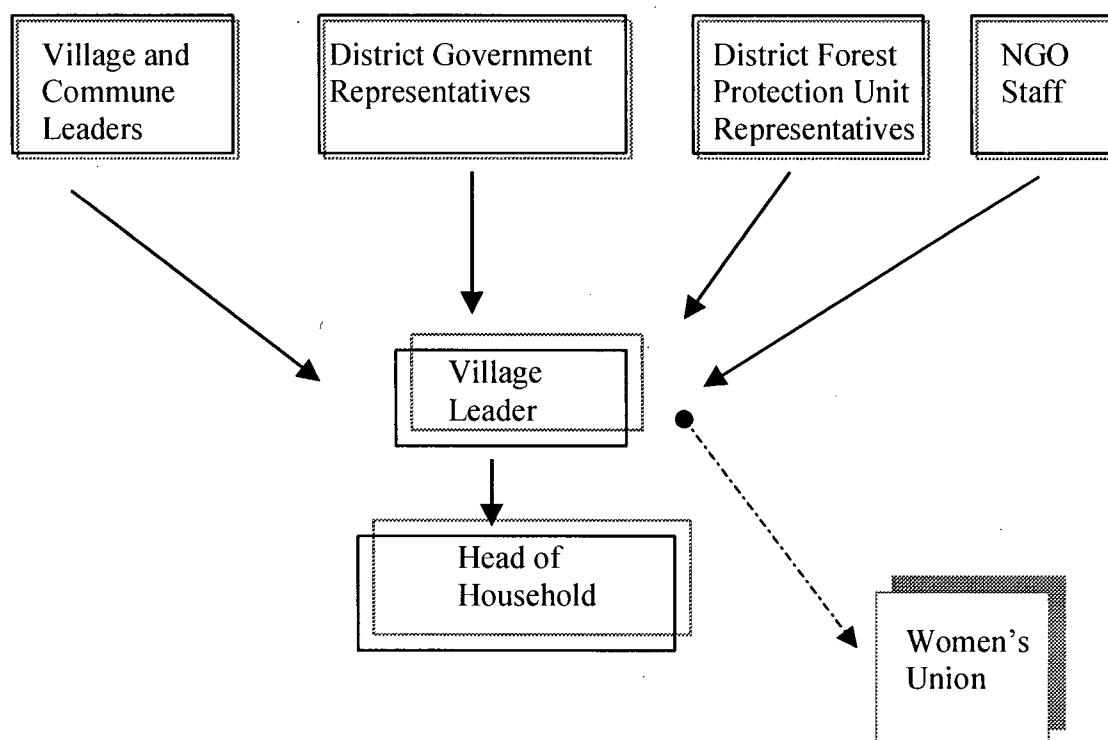 Village and
Commune
Leaders
District Government
Representatives
District Forest
Protection Unit
Representatives
NGO
Staff
Village
Leader
Head of
Household
Women's
Union